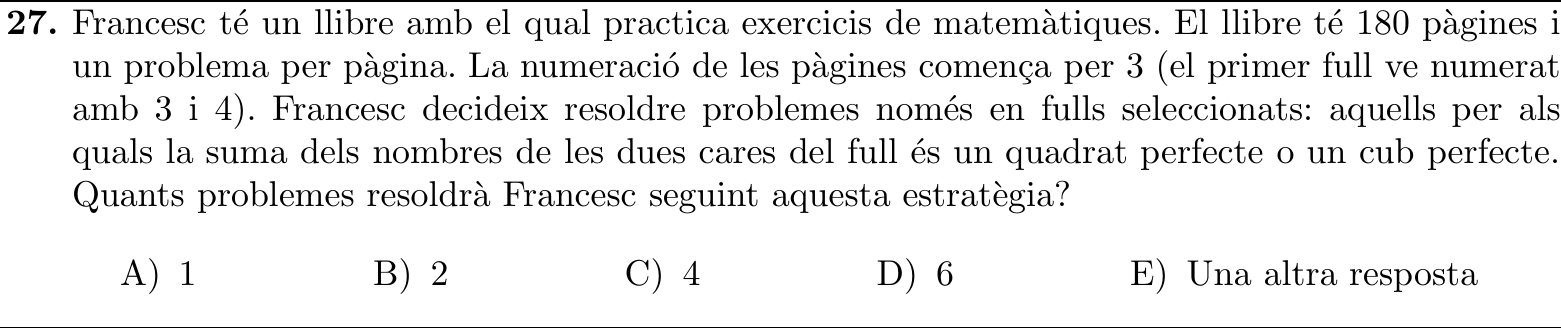 27. Francesc té un llibre amb el qual practica exercicis de matemàtiques. El llibre té 180 pàgines i
un problema per pàgina. La numeració de les pàgines comença per 3 (el primer full ve numerat
amb 3 i 4). Francesc decideix resoldre problemes només en fulls seleccionats: aquells per als
quals la suma dels nombres de les dues cares del full és un quadrat perfecte o un cub perfecte.
Quants problemes resoldrà Francesc seguint aquesta estratègia?
A) 1 B) 2 C) 4 D) 6 E) Una altra resposta